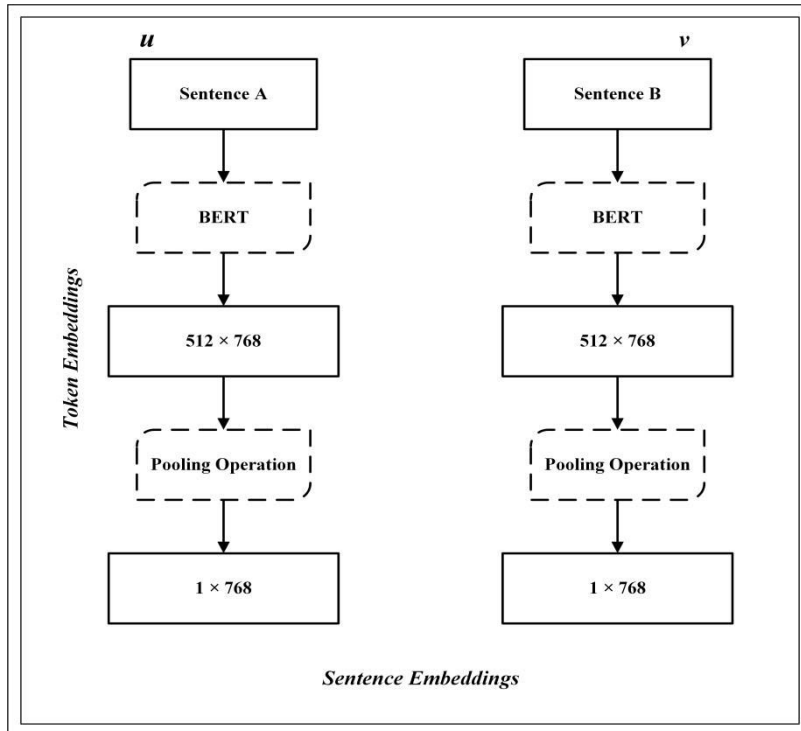 u
v
Sentence A
Sentence B
BERT
BERT
Token Embeddings
512 × 768
512 × 768
Pooling Operation
Pooling Operation
1 × 768
1 × 768
Sentence Embeddings